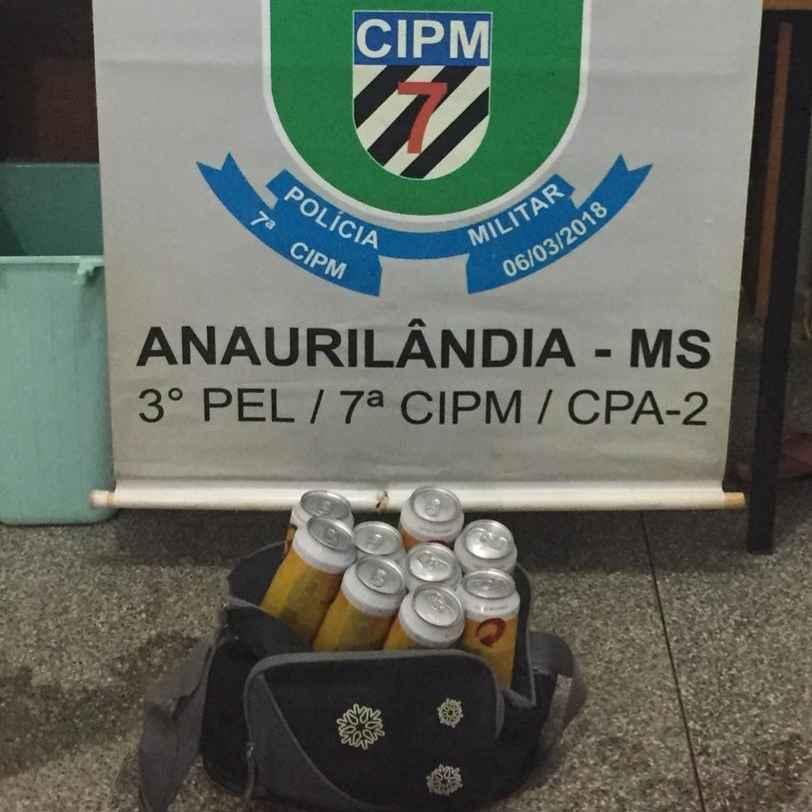 CIPM
7
POLÍCIA MILITAR
7ª CIPM 06/03/2018
ANAURILÂNDIA - MS
3° PEL / 7ª CIPM / CPA-2